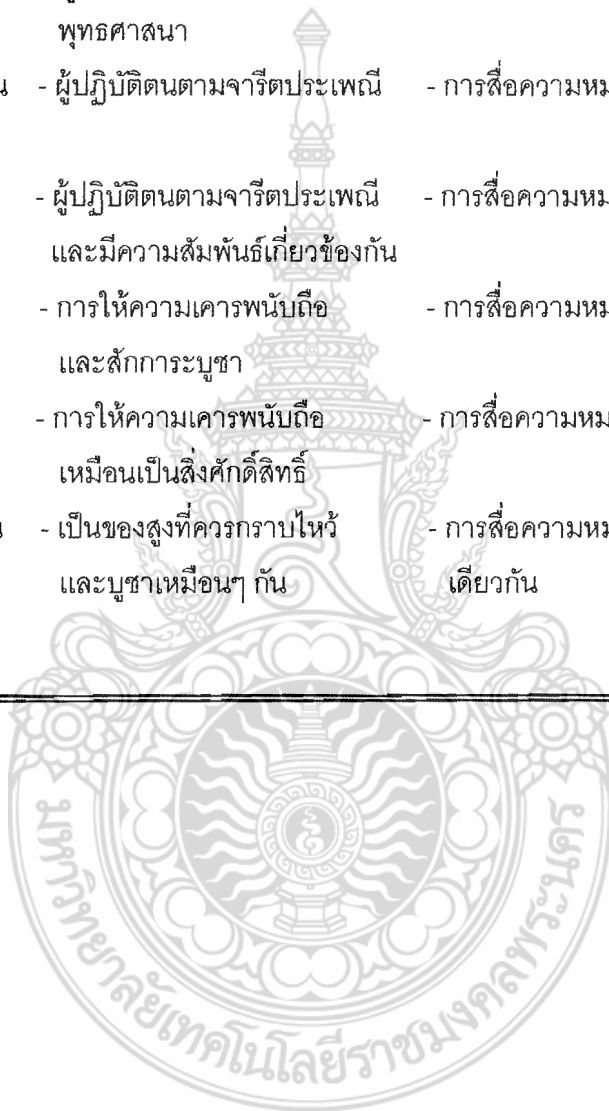 พุทธศาสนา
น - ผู้ปฏิบัติตนตามจารีตประเพณี - การสื่อความหม
- ผู้ปฏิบัติตนตามจารีตประเพณี - การสื่อความหม
และมีความสัมพันธ์เกี่ยวข้องกัน
- การให้ความเคารพนับถือ - การสื่อความหม
และสักการะบูชา
- การให้ความเคารพนับถือ - การสื่อความหม
เหมือนเป็นสิ่งศักดิ์สิทธิ์
น - เป็นของสูงที่ควรกราบไหว้ - การสื่อความหม
และบูชาเหมือนๆ กัน เดียวกัน
มหาวิทยาลัยเทคโนโลยีราชมงคลพระนคร